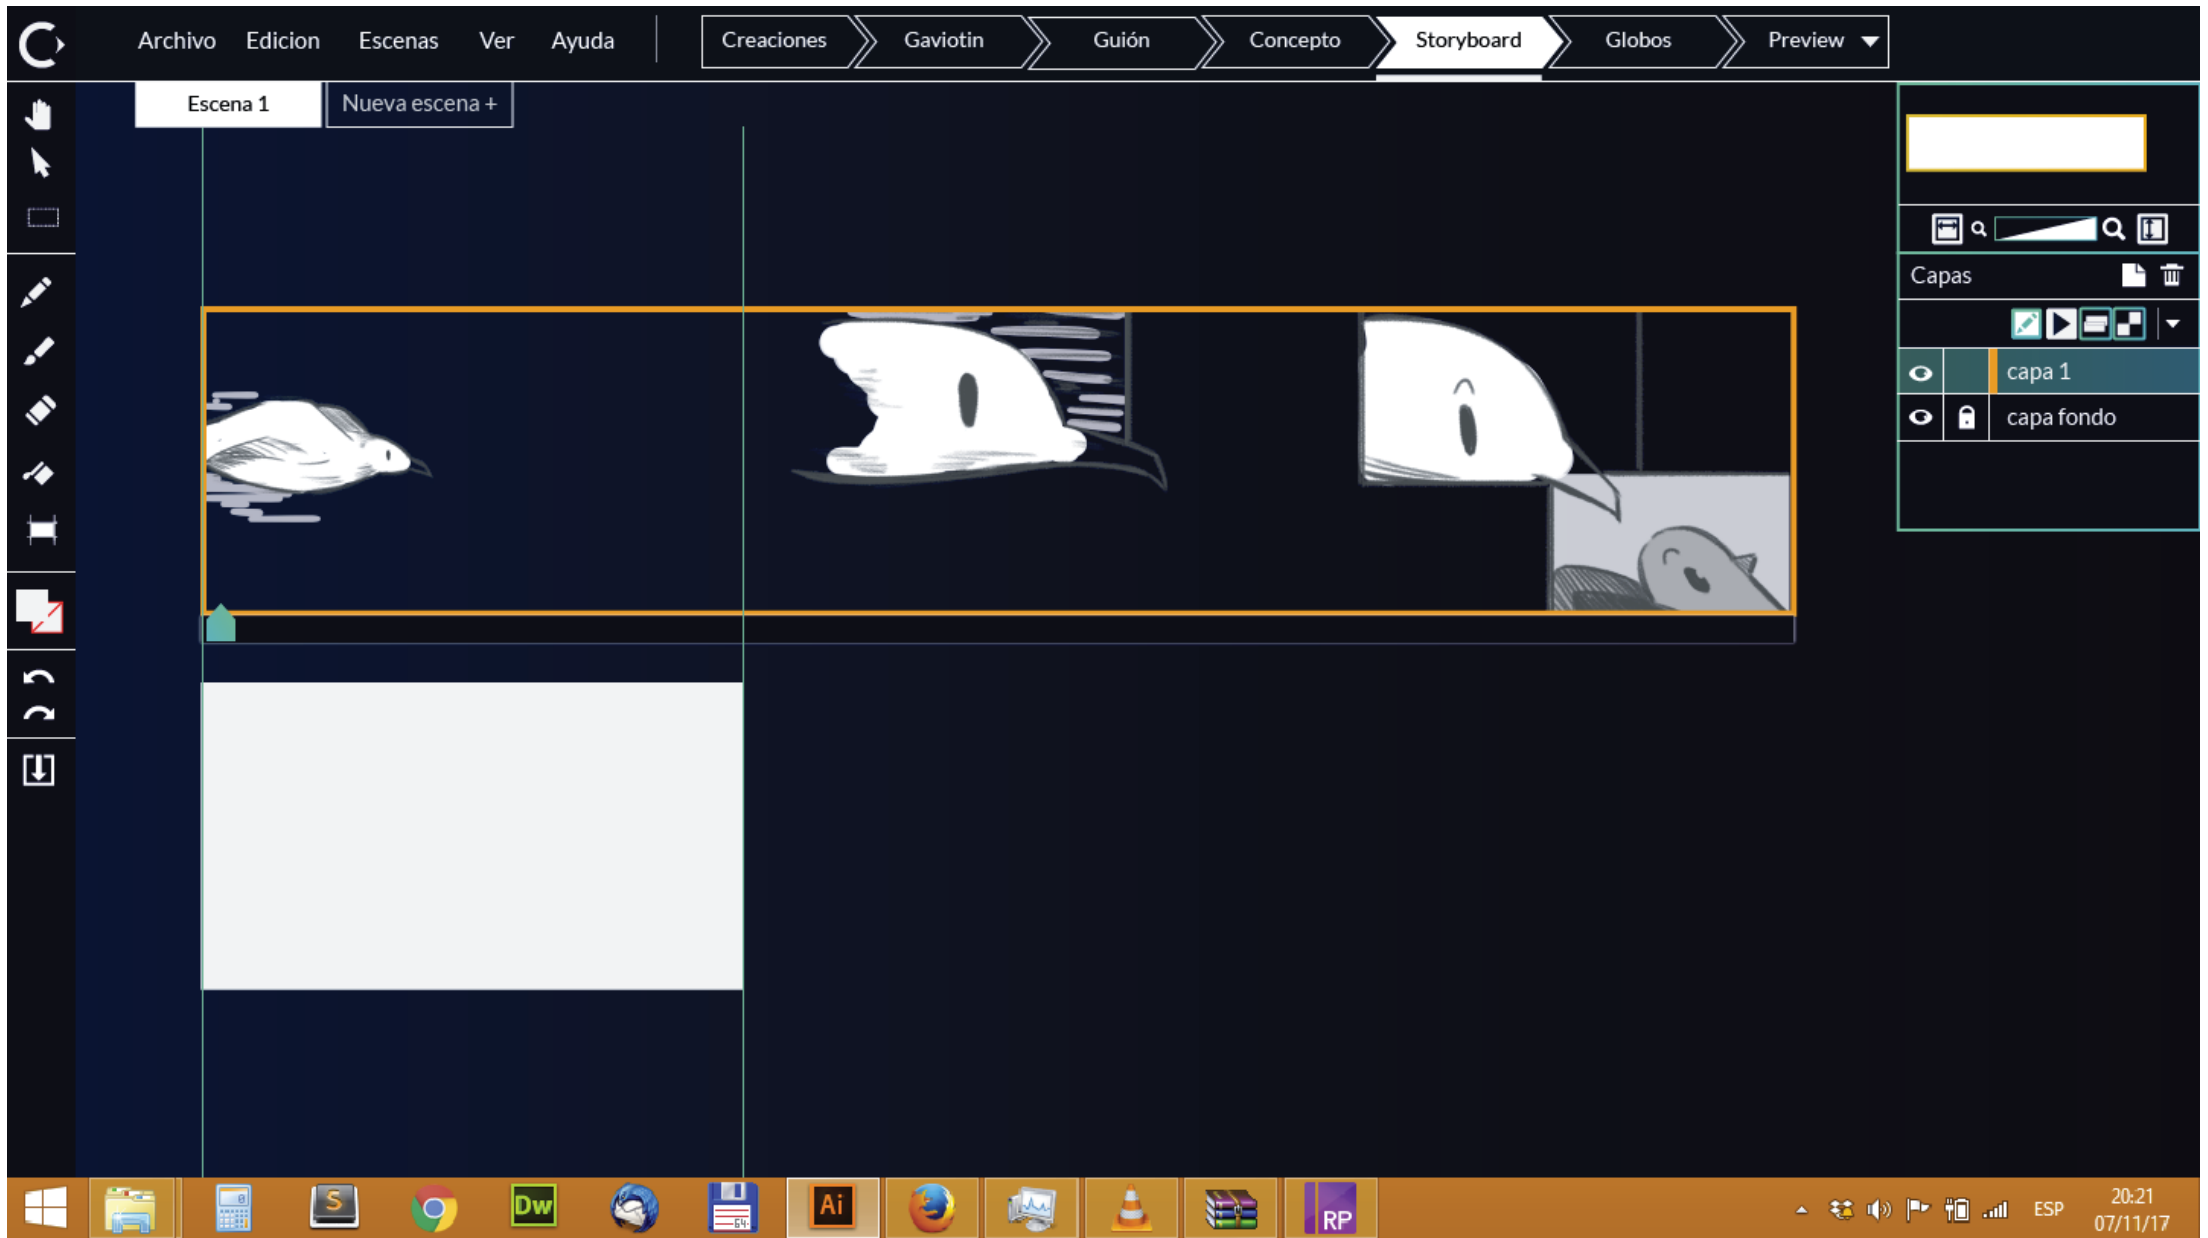 Archivo Edicion Escenas Ver Ayuda Creaciones Gaviotin Guión Concepto Storyboard Globos Preview
Escena 1 Nueva escena +
Capas
capa 1
capa fondo
S Dw 64 Ai RP ESP 20:21
07/11/17